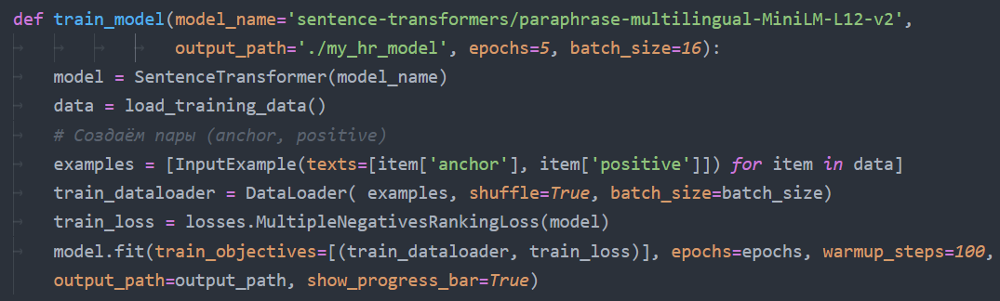 def train_model(model_name='sentence-transformers/paraphrase-multilingual-MiniLM-L12-v2',
output_path='./my_hr_model', epochs=5, batch_size=16):
model = SentenceTransformer(model_name)
data = load_training_data()
# Создаём пары (anchor, positive)
examples = [InputExample(texts=[item['anchor'], item['positive']]) for item in data]
train_dataloader = DataLoader( examples, shuffle=True, batch_size=batch_size)
train_loss = losses.MultipleNegativesRankingLoss(model)
model.fit(train_objectives=[(train_dataloader, train_loss)], epochs=epochs, warmup_steps=100,
output_path=output_path, show_progress_bar=True)